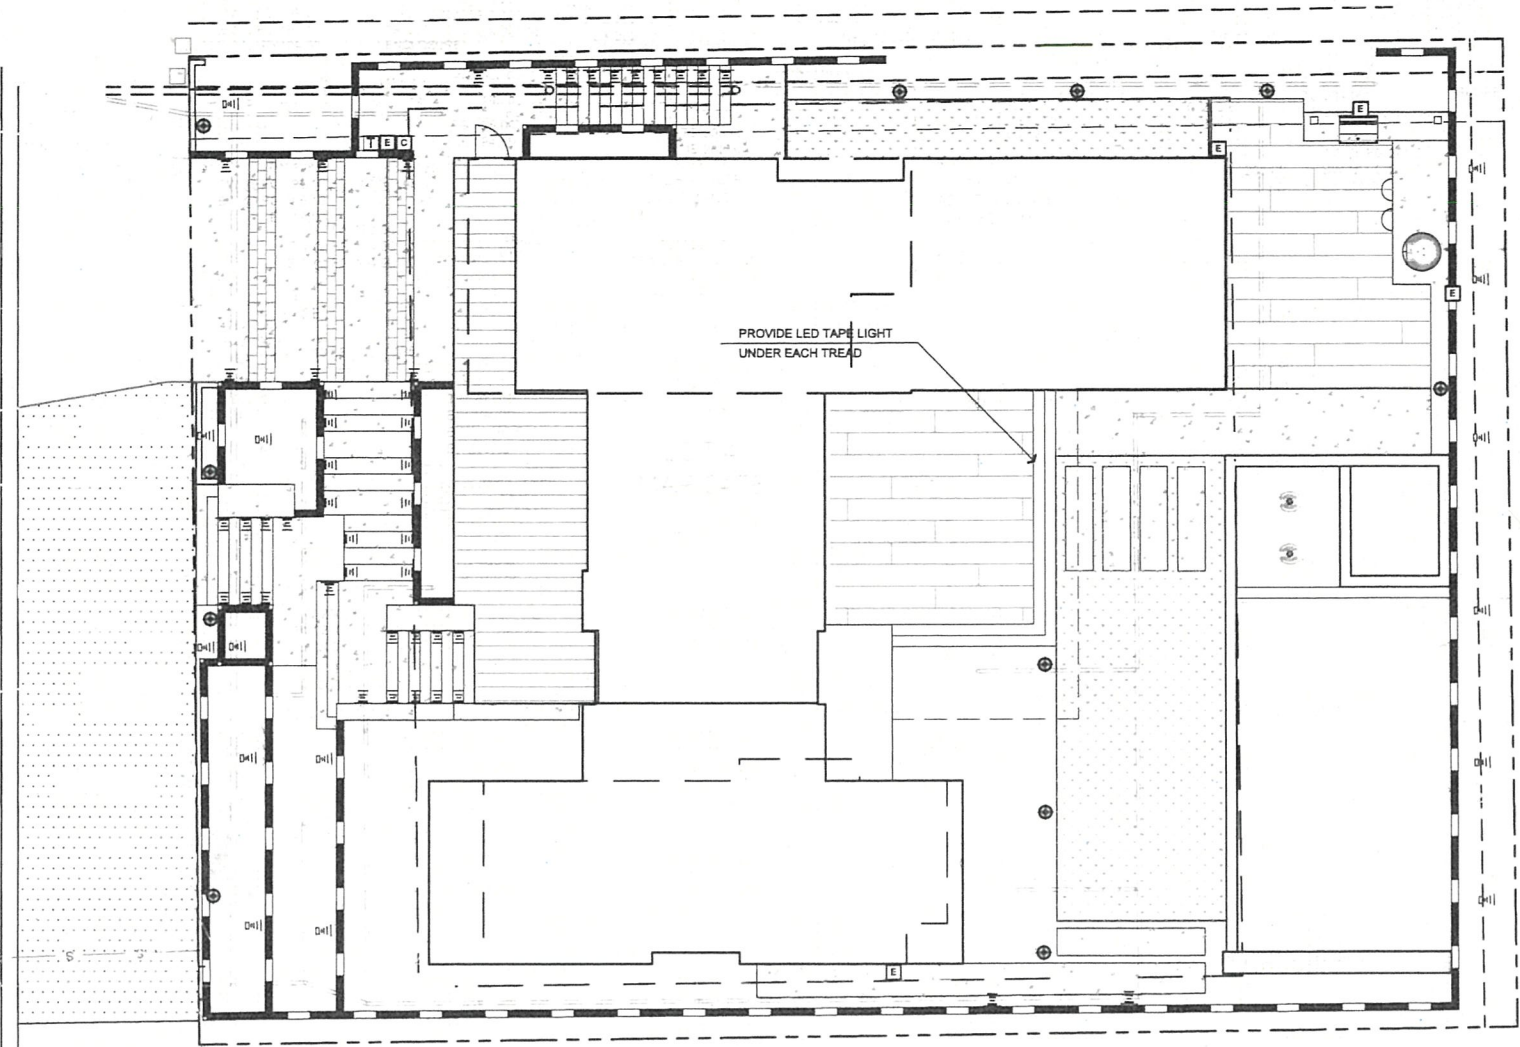 E
T E C
E
E
PROVIDE LED TAPE LIGHT
UNDER EACH TREAD
S S
E